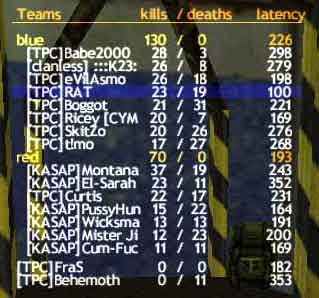 Teams kills / deaths latency
blue 130 / 0 226
[TPC]Babe2000 28 / 3 298
[clanless] :::K23: 26 / 8 279
[TPC]eVilAsmo 26 / 18 198
[TPC]RAT 23 / 19 100
[TPC]Boggot 21 / 31 221
[TPC]Ricey [CYM 20 / 7 169
[TPC]SkitZo 20 / 26 276
[TPC]tImo 17 / 27 268
red 70 / 0 193
[KASAP]Montana 37 / 19 243
[KASAP]El-Sarah 23 / 11 352
[TPC]Curtis 22 / 17 231
[KASAP]PussyHun 15 / 22 164
[KASAP]Wicksma 13 / 13 191
[KASAP]Mister Ji 12 / 23 200
[KASAP]Cum-Fuc 11 / 11 169
[TPC]FraS 0 / 0 182
[TPC]Behemoth 0 / 11 353